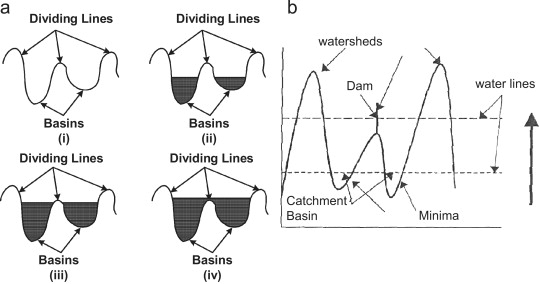 a
Dividing Lines
Basins
(i)
Dividing Lines
Basins
(ii)
Dividing Lines
Basins
(iii)
Dividing Lines
Basins
(iv)
b
watersheds
Dam
water lines
Catchment
Basin
Minima